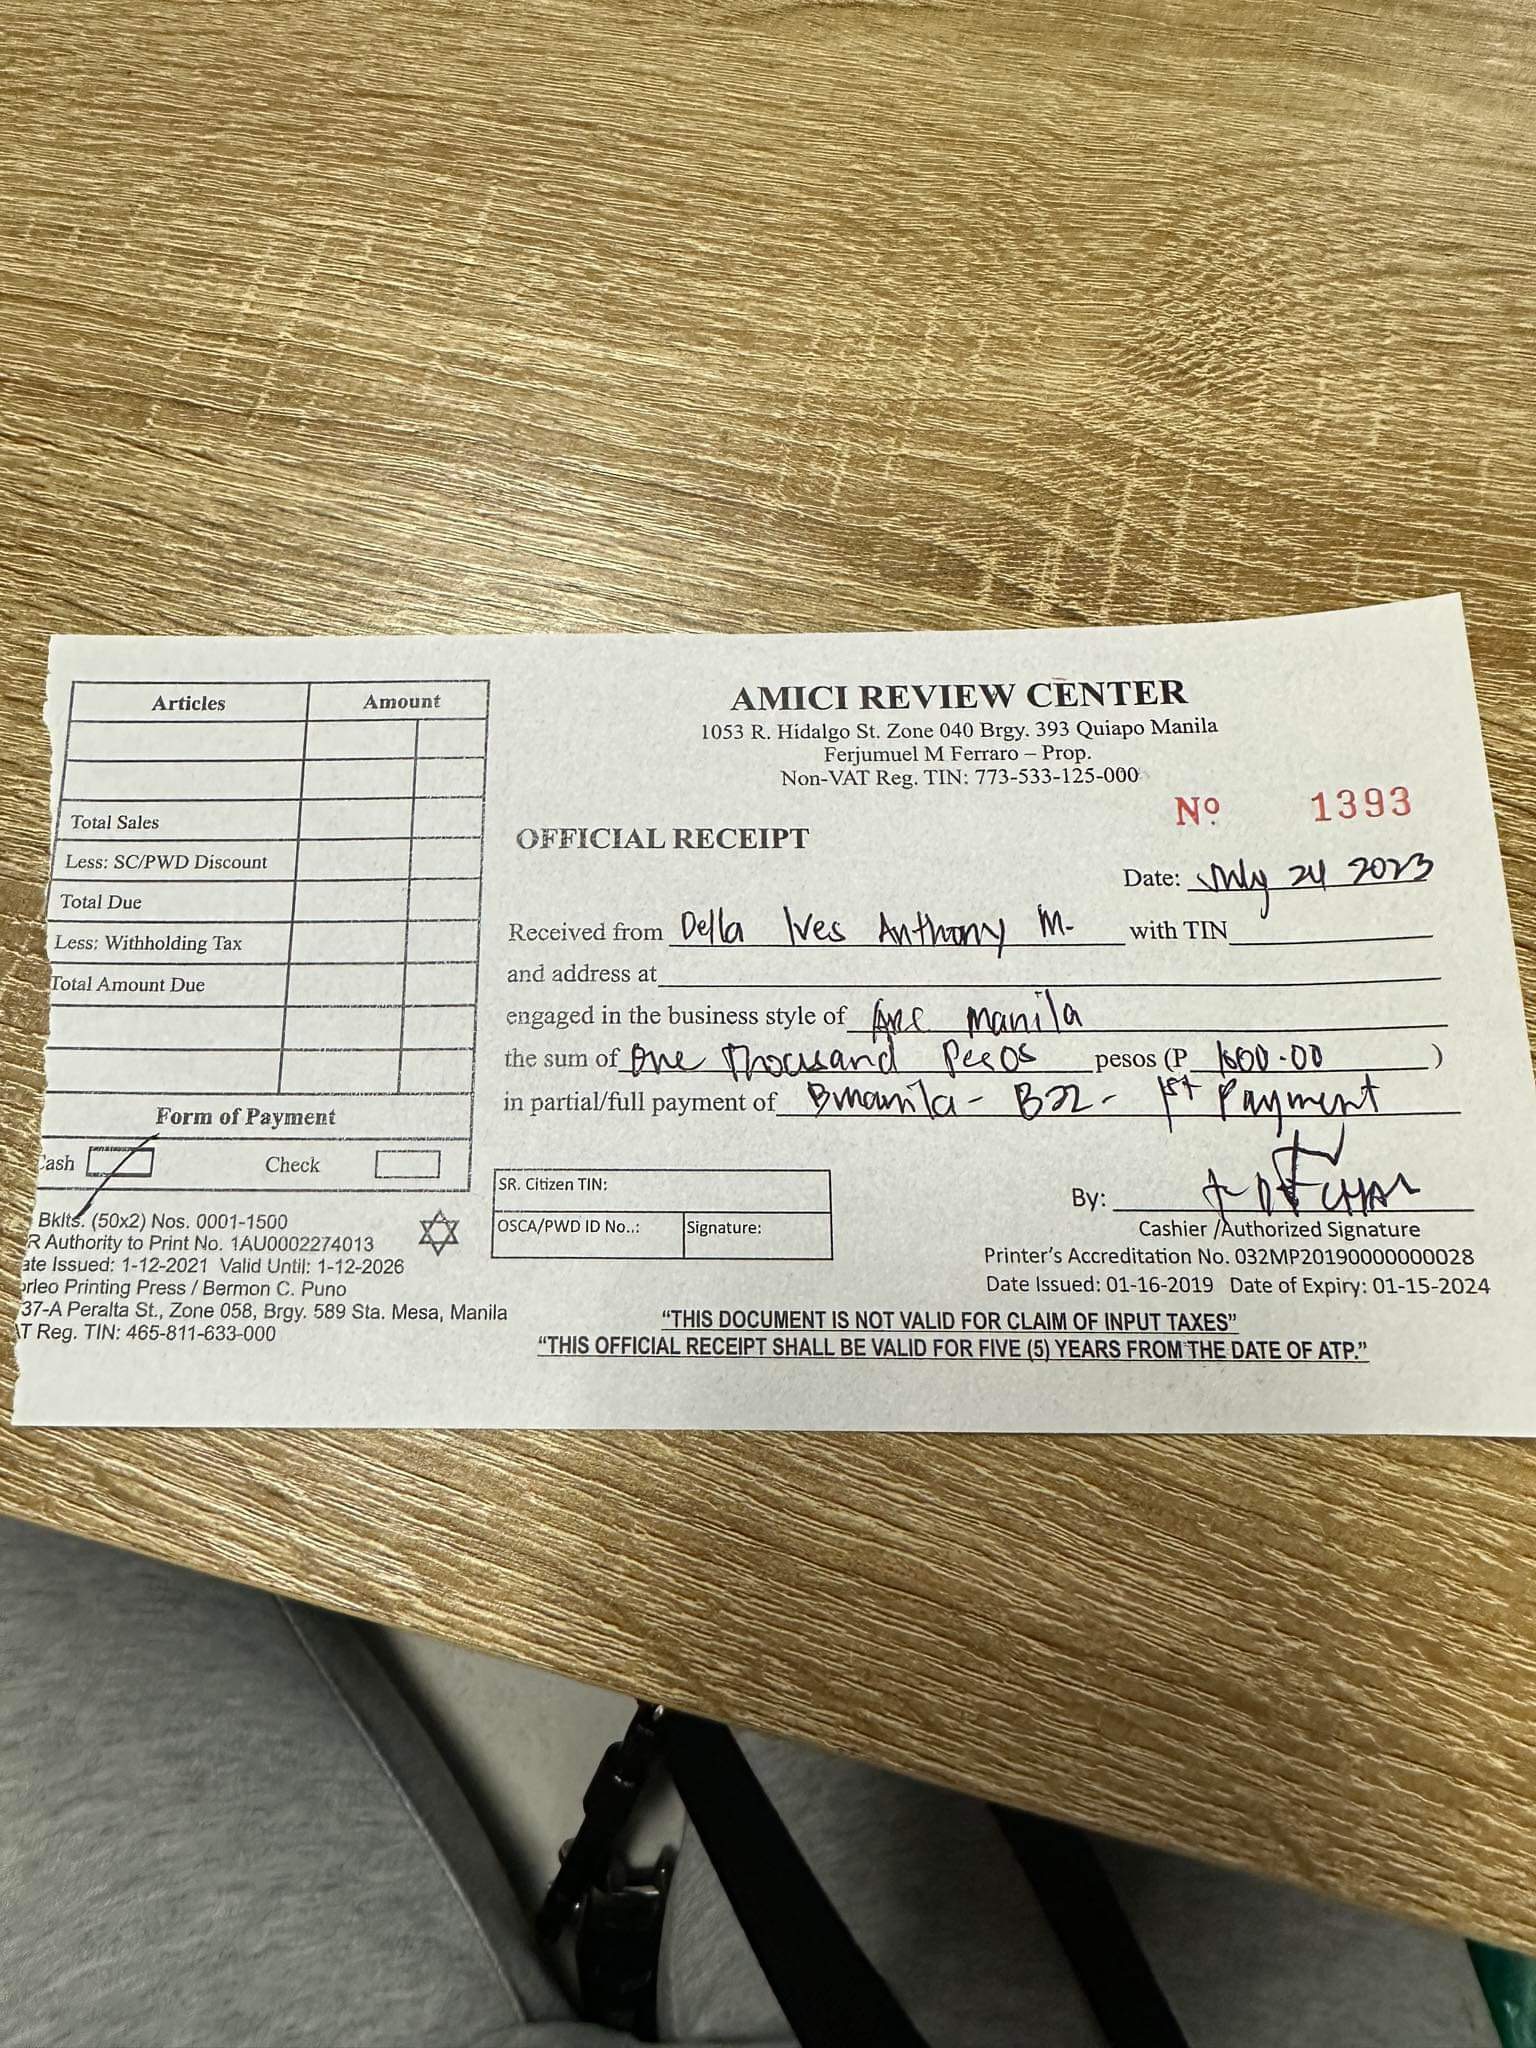 Articles Amount
Total Sales
Less: SC/PWD Discount
Total Due
Less: Withholding Tax
Total Amount Due
Form of Payment
Cash Check
Bklts. (50x2) Nos. 0001-1500
R Authority to Print No. 1AU0002274013
ate Issued: 1-12-2021 Valid Until: 1-12-2026
orleo Printing Press / Bermon C. Puno
37-A Peralta St., Zone 058, Brgy. 589 Sta. Mesa, Manila
AT Reg. TIN: 465-811-633-000
AMICI REVIEW CENTER
1053 R. Hidalgo St. Zone 040 Brgy. 393 Quiapo Manila
Ferjumuel M Ferraro – Prop.
Non-VAT Reg. TIN: 773-533-125-000
Nº 1393
OFFICIAL RECEIPT
Date: July 24 2023
Received from Della Ives Anthony M. with TIN
and address at
engaged in the business style of ARC Manila
the sum of One Thousand Pesos pesos (P 1000.00 )
in partial/full payment of Bmanila - B22 - 1st Payment
SR. Citizen TIN:
OSCA/PWD ID No..: Signature:
By:
Cashier /Authorized Signature
Printer's Accreditation No. 032MP20190000000028
Date Issued: 01-16-2019 Date of Expiry: 01-15-2024
“THIS DOCUMENT IS NOT VALID FOR CLAIM OF INPUT TAXES”
“THIS OFFICIAL RECEIPT SHALL BE VALID FOR FIVE (5) YEARS FROM THE DATE OF ATP.”